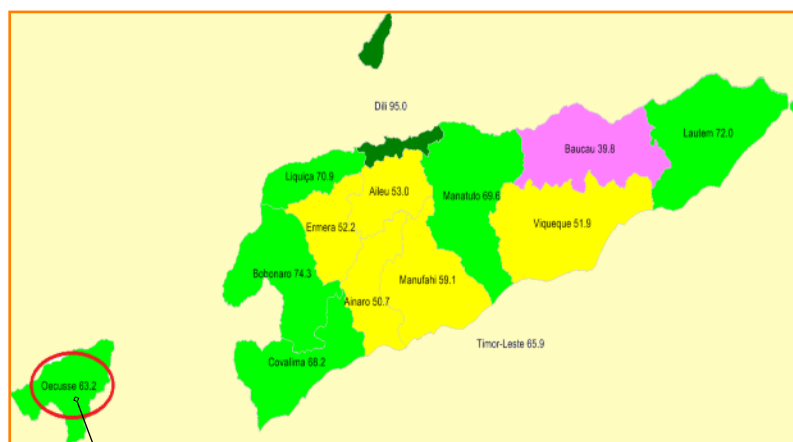 Dili 95.0
Lautem 72.0
Baucau 39.8
Liquiça 70.9
Aileu 53.0
Manatuto 69.6
Ermera 52.2
Viqueque 51.9
Bobonaro 74.3
Manufahi 59.1
Ainaro 50.7
Timor-Leste 65.9
Covalima 68.2
Oecusse 63.2